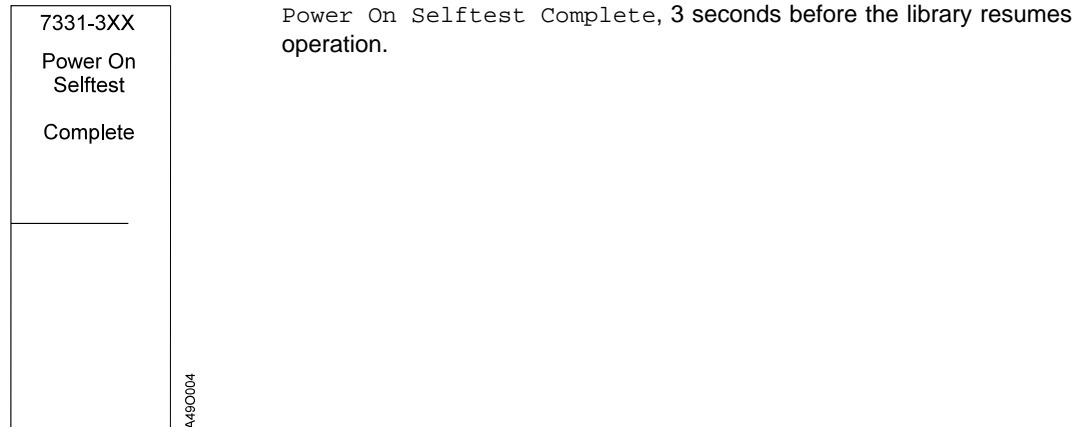 7331-3XX
Power On
Selftest
Complete
Power On Selftest Complete, 3 seconds before the library resumes
operation.
A49O004